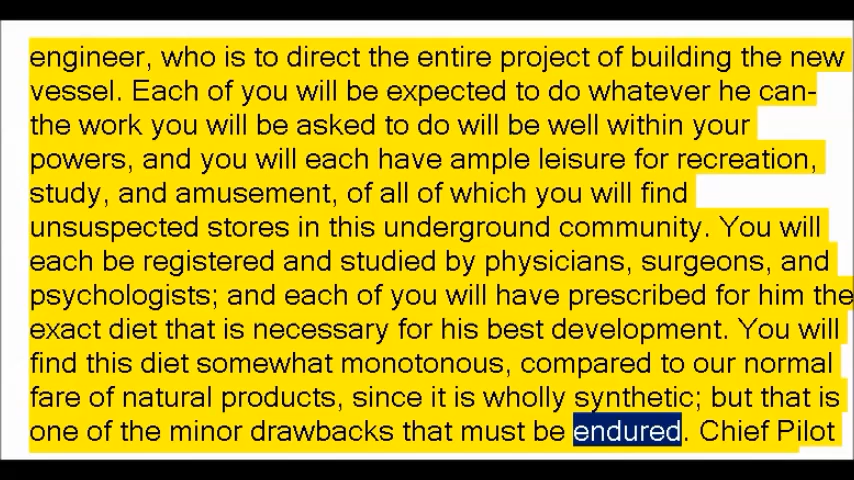 engineer, who is to direct the entire project of building the new
vessel. Each of you will be expected to do whatever he can-
the work you will be asked to do will be well within your
powers, and you will each have ample leisure for recreation,
study, and amusement, of all of which you will find
unsuspected stores in this underground community. You will
each be registered and studied by physicians, surgeons, and
psychologists; and each of you will have prescribed for him the
exact diet that is necessary for his best development. You will
find this diet somewhat monotonous, compared to our normal
fare of natural products, since it is wholly synthetic; but that is
one of the minor drawbacks that must be endured. Chief Pilot